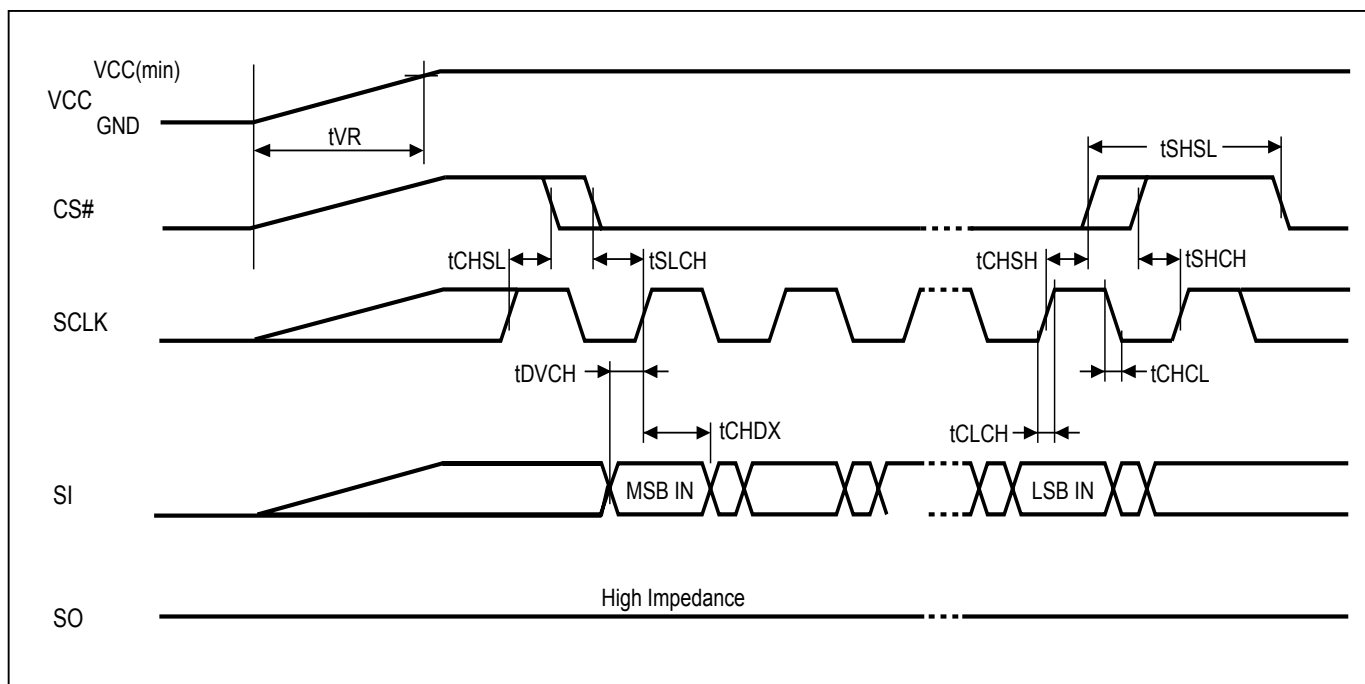 VCC(min)
VCC
GND
tVR
tSHSL
CS#
tCHSL
tSLCH
tCHSH
tSHCH
SCLK
tDVCH
tCHCL
tCHDX
tCLCH
SI
MSB IN
LSB IN
High Impedance
SO